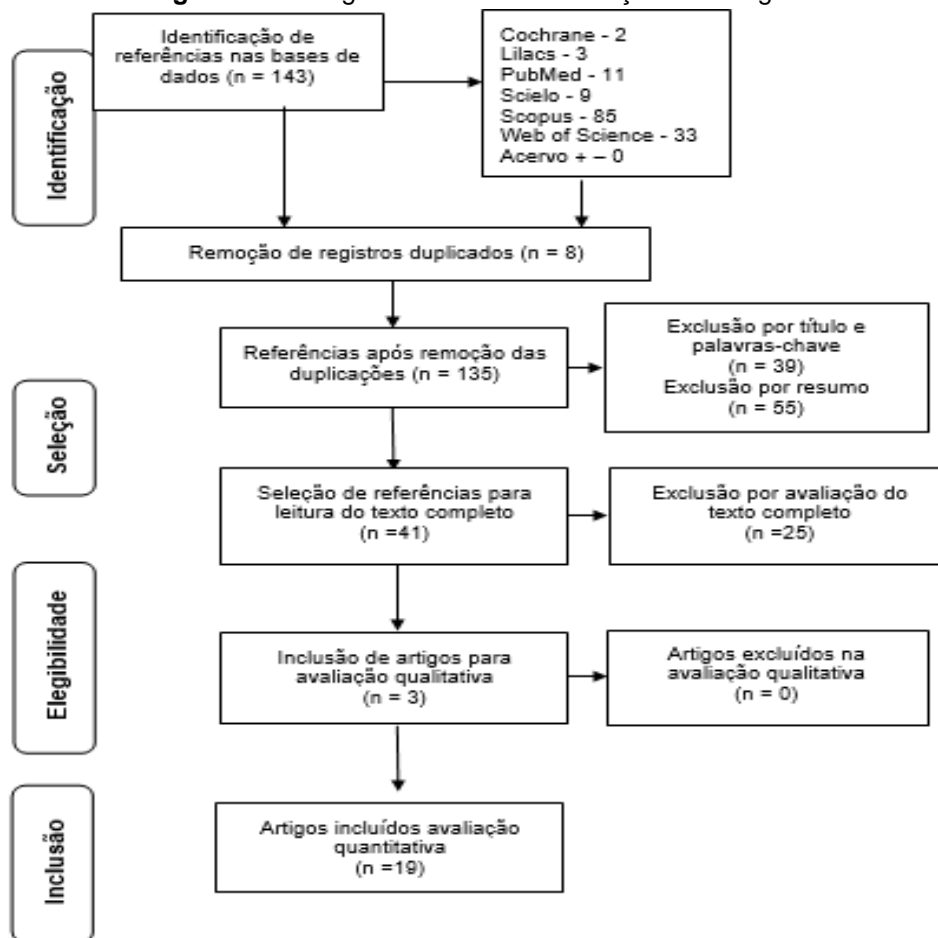 Identificação de
referências nas bases de
dados (n = 143)
Cochrane - 2
Lilacs - 3
PubMed - 11
Scielo - 9
Scopus - 85
Web of Science - 33
Acervo + – 0
Identificação
Remoção de registros duplicados (n = 8)
Referências após remoção das
duplicações (n = 135)
Exclusão por título e
palavras-chave
(n = 39)
Exclusão por resumo
(n = 55)
Seleção
Seleção de referências para
leitura do texto completo
(n =41)
Exclusão por avaliação do
texto completo
(n =25)
Elegibilidade
Inclusão de artigos para
avaliação qualitativa
(n = 3)
Artigos excluídos na
avaliação qualitativa
(n = 0)
Inclusão
Artigos incluídos avaliação
quantitativa
(n =19)